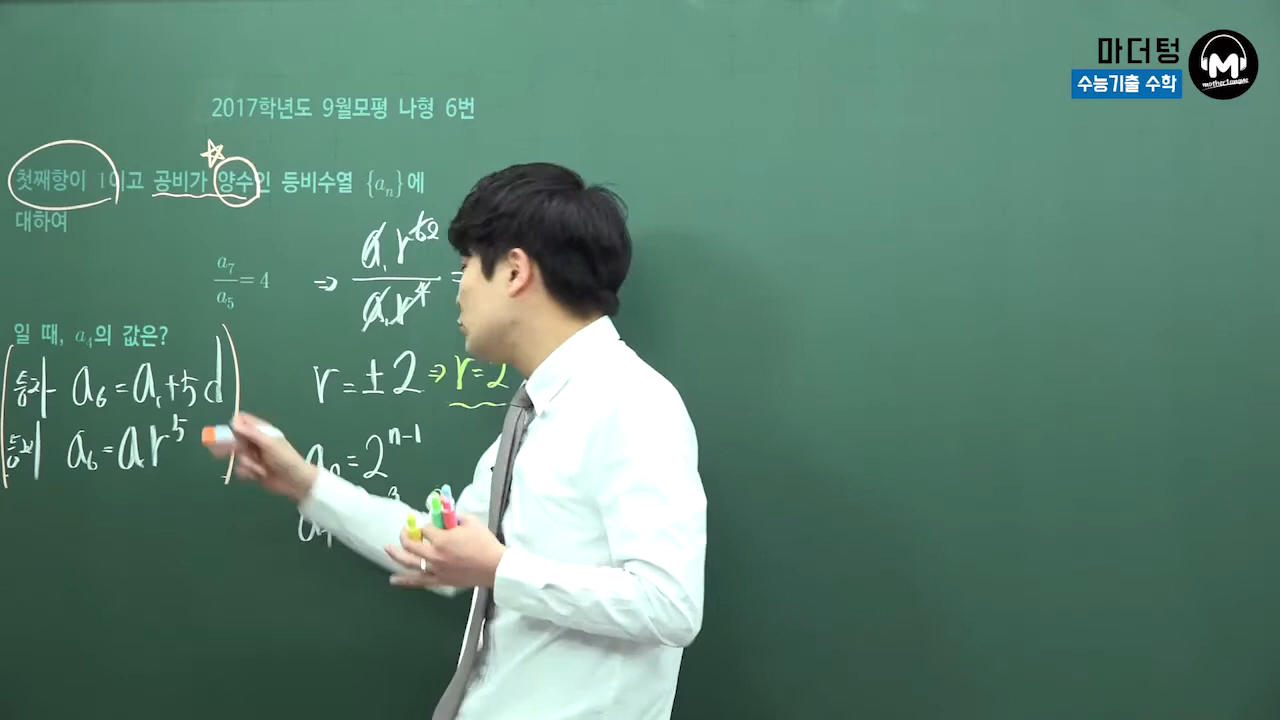 마더텅
수능기출 수학
M
mothertongue
2017학년도 9월모평 나형 6번
첫째항이 1이고 공비가 양수인 등비수열 {aₙ}에
대하여
a₇/a₅ = 4 ⇒ a₁r⁶²/a₁r⁴ =
일 때, a₄의 값은?
등차 a₆ = a₁+5d
r = ±2 ⇒ r=2
등비 a₆ = ar⁵
aₙ = 2ⁿ⁻¹